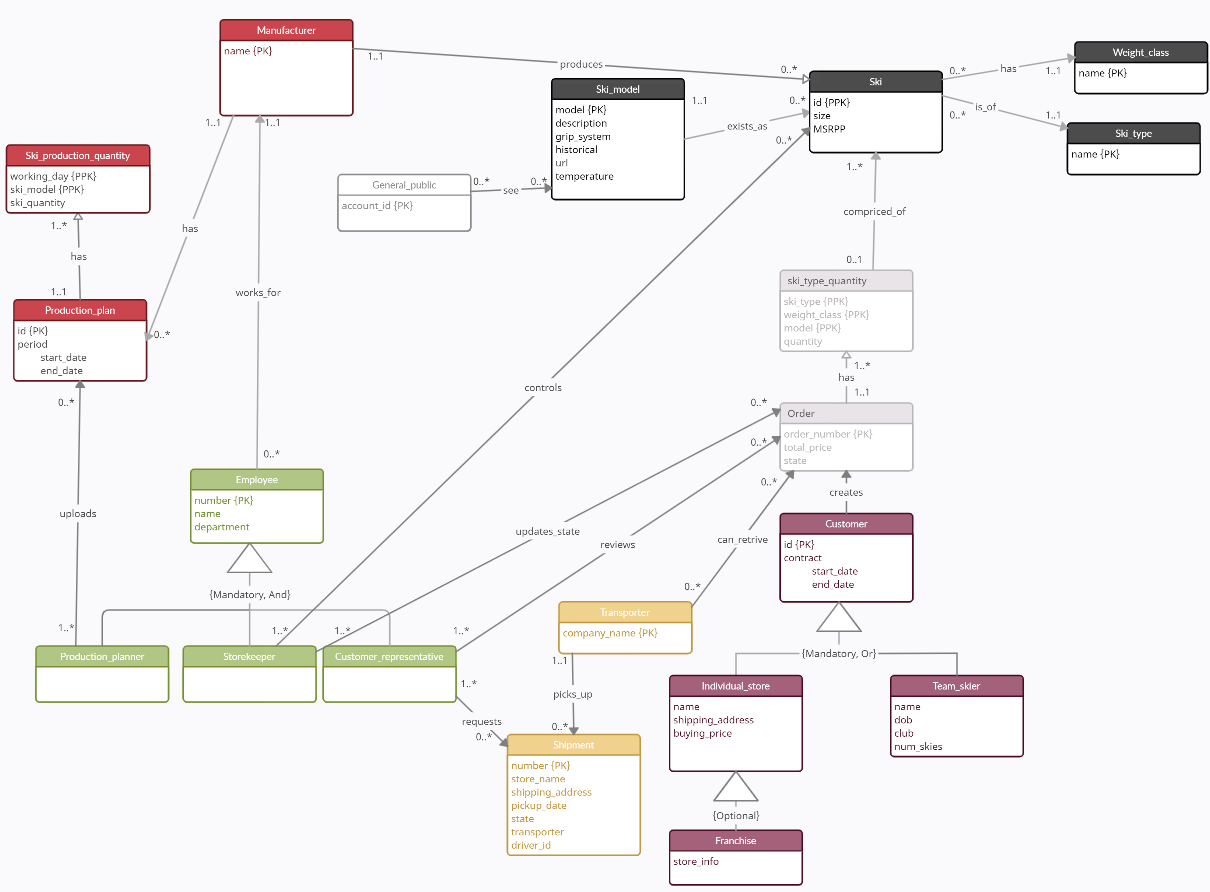 Manufacturer
name {PK}
1..1
produces
0..*
Ski_model
model {PK}
description
grip_system
historical
url
temperature
1..1
exists_as
0..*
0..*
Ski
id {PPK}
size
MSRPP
0..*
has
1..1
Weight_class
name {PK}
is_of
0..*
1..1
Ski_type
name {PK}
1..1
1..1
Ski_production_quantity
working_day {PPK}
ski_model {PPK}
ski_quantity
General_public
account_id {PK}
0..*
see
0..*
1..*
has
1..1
has
works_for
1..*
compriced_of
0..1
Production_plan
id {PK}
period
start_date
end_date
0..*
0..*
ski_type_quantity
ski_type {PPK}
weight_class {PPK}
model {PPK}
quantity
1..*
has
1..1
controls
0..*
0..*
0..*
Order
order_number {PK}
total_price
state
0..*
Employee
number {PK}
name
department
uploads
updates_state
reviews
can_retrive
creates
Customer
id {PK}
contract
start_date
end_date
{Mandatory, And}
0..*
1..*
1..*
1..*
1..*
Production_planner
Storekeeper
Customer_representative
Transporter
company_name {PK}
1..1
picks_up
0..*
1..*
requests
0..*
{Mandatory, Or}
Individual_store
name
shipping_address
buying_price
Team_skier
name
dob
club
num_skies
Shipment
number {PK}
store_name
shipping_address
pickup_date
state
transporter
driver_id
{Optional}
Franchise
store_info